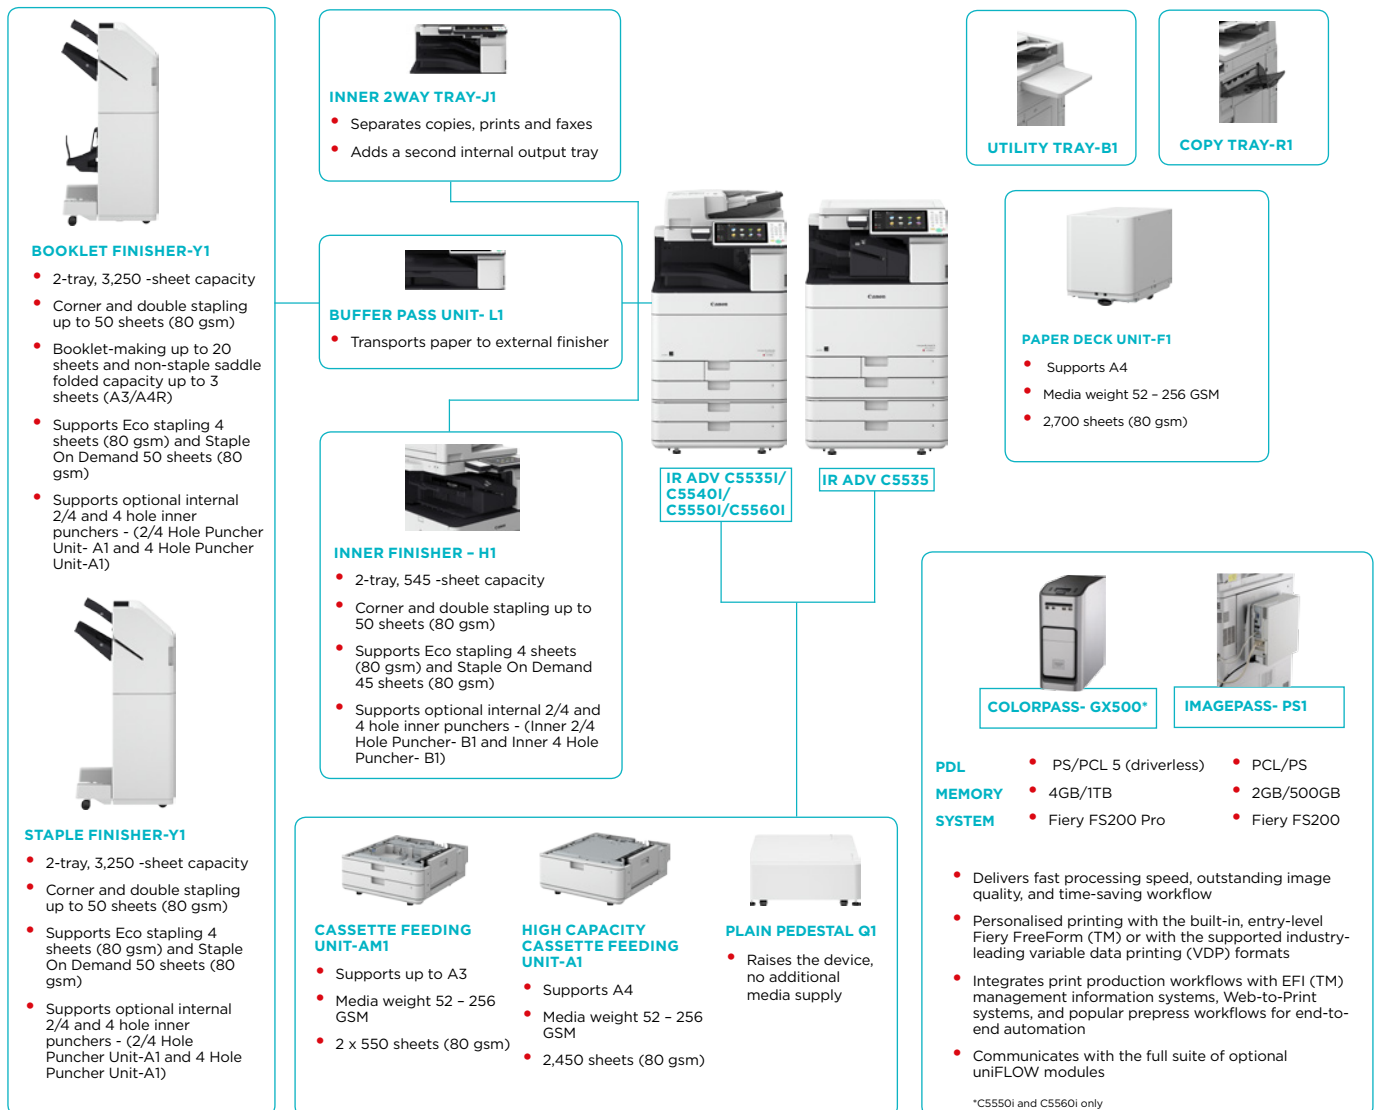 BOOKLET FINISHER-Y1
2-tray, 3,250 -sheet capacity
Corner and double stapling
up to 50 sheets (80 gsm)
Booklet-making up to 20
sheets and non-staple saddle
folded capacity up to 3
sheets (A3/A4R)
Supports Eco stapling 4
sheets (80 gsm) and Staple
On Demand 50 sheets (80
gsm)
Supports optional internal
2/4 and 4 hole inner
punchers - (2/4 Hole Puncher
Unit- A1 and 4 Hole Puncher
Unit-A1)
STAPLE FINISHER-Y1
2-tray, 3,250 -sheet capacity
Corner and double stapling
up to 50 sheets (80 gsm)
Supports Eco stapling 4
sheets (80 gsm) and Staple
On Demand 50 sheets (80
gsm)
Supports optional internal
2/4 and 4 hole inner
punchers - (2/4 Hole
Puncher Unit-A1 and 4 Hole
Puncher Unit-A1)
INNER 2WAY TRAY-J1
Separates copies, prints and faxes
Adds a second internal output tray
BUFFER PASS UNIT- L1
Transports paper to external finisher
INNER FINISHER – H1
2-tray, 545 -sheet capacity
Corner and double stapling up to
50 sheets (80 gsm)
Supports Eco stapling 4 sheets
(80 gsm) and Staple On Demand
45 sheets (80 gsm)
Supports optional internal 2/4 and
4 hole inner punchers - (Inner 2/4
Hole Puncher- B1 and Inner 4 Hole
Puncher- B1)
Canon
Canon
IR ADV C5535I/
C5540I/
C5550I/C5560I
IR ADV C5535
UTILITY TRAY-B1
COPY TRAY-R1
PAPER DECK UNIT-F1
Supports A4
Media weight 52 – 256 GSM
2,700 sheets (80 gsm)
CASSETTE FEEDING
UNIT-AM1
Supports up to A3
Media weight 52 – 256
GSM
2 x 550 sheets (80 gsm)
HIGH CAPACITY
CASSETTE FEEDING
UNIT-A1
Supports A4
Media weight 52 – 256
GSM
2,450 sheets (80 gsm)
PLAIN PEDESTAL Q1
Raises the device,
no additional
media supply
COLORPASS- GX500*
IMAGEPASS- PS1
PDL PS/PCL 5 (driverless) PCL/PS
MEMORY 4GB/1TB 2GB/500GB
SYSTEM Fiery FS200 Pro Fiery FS200
Delivers fast processing speed, outstanding image
quality, and time-saving workflow
Personalised printing with the built-in, entry-level
Fiery FreeForm (TM) or with the supported industry-
leading variable data printing (VDP) formats
Integrates print production workflows with EFI (TM)
management information systems, Web-to-Print
systems, and popular prepress workflows for end-to-
end automation
Communicates with the full suite of optional
uniFLOW modules
*C5550i and C5560i only